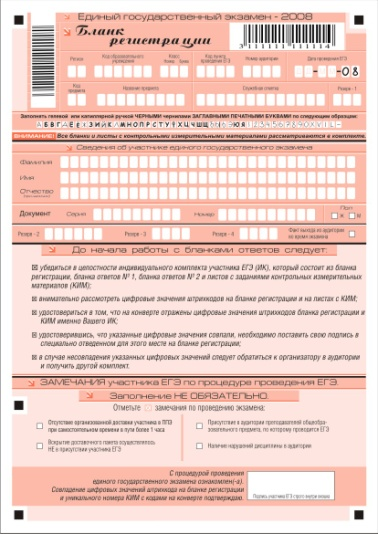 Единый государственный экзамен - 2008
Бланк регистрации
Регион
Код образовательного учреждения
Класс
Номер Буква
Код пункта проведения ЕГЭ
Номер аудитории
Дата проведения ЕГЭ
08
Код предмета
Название предмета
Служебная отметка
Резерв - 1
Заполнять гелевой или капиллярной ручкой ЧЕРНЫМИ чернилами ЗАГЛАВНЫМИ ПЕЧАТНЫМИ БУКВАМИ по следующим образцам:
ВНИМАНИЕ! Все бланки и листы с контрольными измерительными материалами рассматриваются в комплекте.
Сведения об участнике единого государственного экзамена
Фамилия
Имя
Отчество
Документ
Серия
Номер
Пол
Ж М
Резерв - 2
Резерв - 3
Резерв - 4
До начала работы с бланками ответов следует:
убедиться в целостности индивидуального комплекта участника ЕГЭ (ИК), который состоит из бланка
регистрации, бланка ответов № 1, бланка ответов № 2 и листов с заданиями контрольных измерительных
материалов (КИМ);
внимательно рассмотреть цифровые значения штрихкодов на бланке регистрации и на листах с КИМ;
удостовериться в том, что на конверте отражены цифровые значения штрихкодов бланка регистрации и
КИМ именно Вашего ИК;
удостоверившись, что указанные цифровые значения совпали, необходимо поставить свою подпись в
специально отведенном для этого месте на бланке регистрации;
в случае несовпадения указанных цифровых значений следует обратиться к организатору в аудитории
и получить другой комплект.
ЗАМЕЧАНИЯ участника ЕГЭ по процедуре проведения ЕГЭ.
Заполнение НЕ ОБЯЗАТЕЛЬНО.
Отметьте замечания по проведению экзамена:
Отсутствие организованной доставки участника в ППЭ
при самостоятельном времени в пути более 1 часа
Присутствие в аудитории преподавателей общеобра-
зовательного предмета, по которому проводится ЕГЭ
Вскрытие доставочного пакета осуществлялось
НЕ в присутствии участника ЕГЭ
Наличие нарушений дисциплины в аудитории
С процедурой проведения
единого государственного экзамена ознакомлен(-а).
Совпадение цифровых значений штрихкода на бланке регистрации
и уникального номера КИМ с кодами на конверте подтверждаю.
Подпись участника ЕГЭ строго внутри окошка